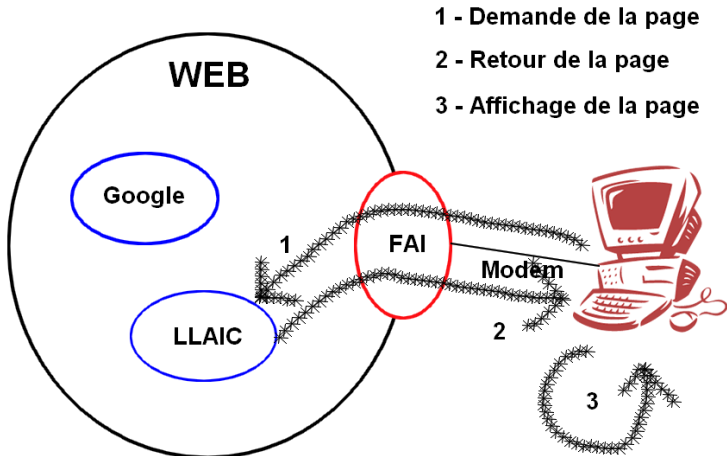 1 - Demande de la page
2 - Retour de la page
3 - Affichage de la page
WEB
Google
1
FAI
Modem
LLAIC
2
3